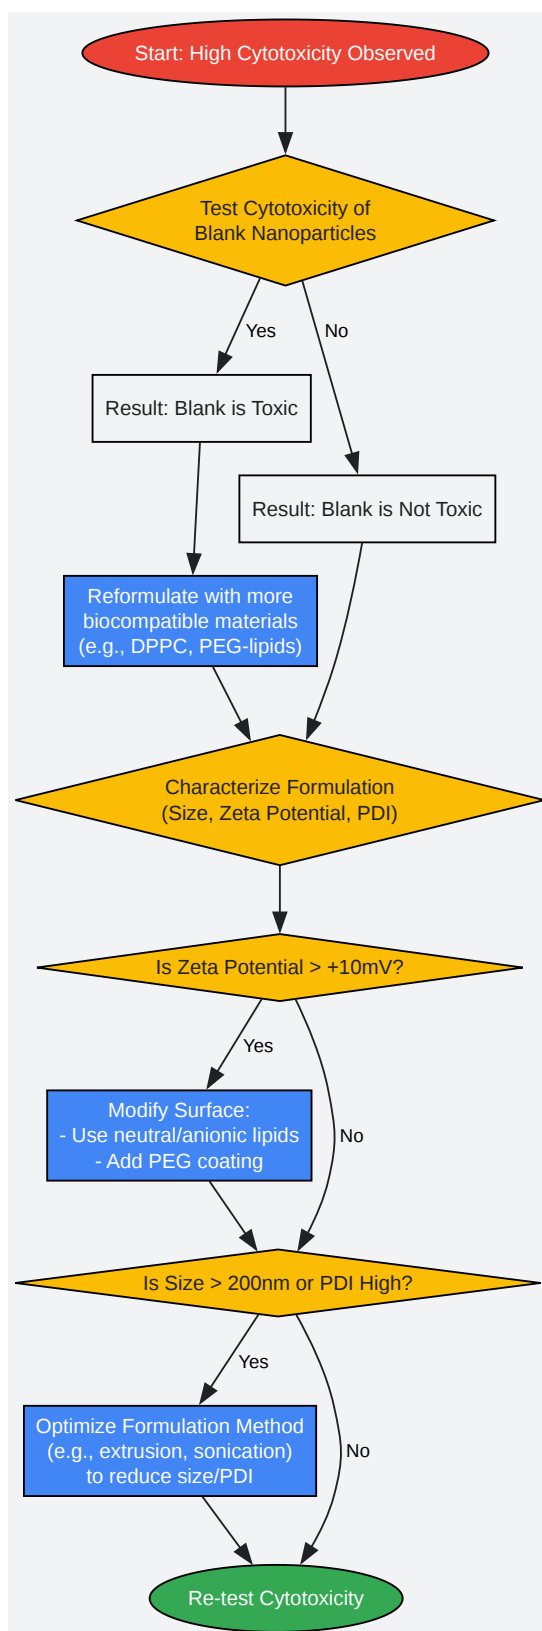 Start: High Cytotoxicity Observed
Test Cytotoxicity of
Blank Nanoparticles
Yes
No
Result: Blank is Toxic
Result: Blank is Not Toxic
Reformulate with more
biocompatible materials
(e.g., DPPC, PEG-lipids)
Characterize Formulation
(Size, Zeta Potential, PDI)
Is Zeta Potential > +10mV?
Yes
Modify Surface:
- Use neutral/anionic lipids
- Add PEG coating
No
Is Size > 200nm or PDI High?
Yes
Optimize Formulation Method
(e.g., extrusion, sonication)
to reduce size/PDI
No
Re-test Cytotoxicity